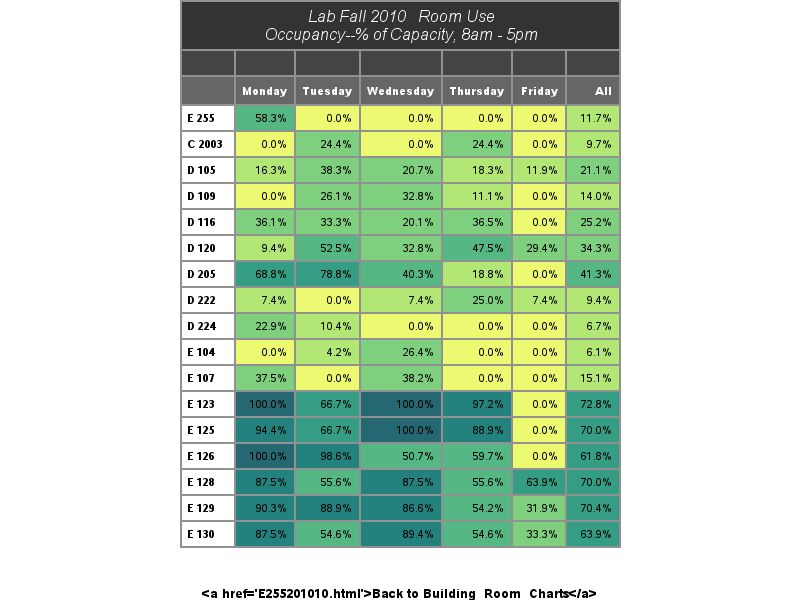 Lab Fall 2010 Room Use
Occupancy--% of Capacity, 8am - 5pm
Monday Tuesday Wednesday Thursday Friday All
E 255 58.3% 0.0% 0.0% 0.0% 0.0% 11.7%
C 2003 0.0% 24.4% 0.0% 24.4% 0.0% 9.7%
D 105 16.3% 38.3% 20.7% 18.3% 11.9% 21.1%
D 109 0.0% 26.1% 32.8% 11.1% 0.0% 14.0%
D 116 36.1% 33.3% 20.1% 36.5% 0.0% 25.2%
D 120 9.4% 52.5% 32.8% 47.5% 29.4% 34.3%
D 205 68.8% 78.8% 40.3% 18.8% 0.0% 41.3%
D 222 7.4% 0.0% 7.4% 25.0% 7.4% 9.4%
D 224 22.9% 10.4% 0.0% 0.0% 0.0% 6.7%
E 104 0.0% 4.2% 26.4% 0.0% 0.0% 6.1%
E 107 37.5% 0.0% 38.2% 0.0% 0.0% 15.1%
E 123 100.0% 66.7% 100.0% 97.2% 0.0% 72.8%
E 125 94.4% 66.7% 100.0% 88.9% 0.0% 70.0%
E 126 100.0% 98.6% 50.7% 59.7% 0.0% 61.8%
E 128 87.5% 55.6% 87.5% 55.6% 63.9% 70.0%
E 129 90.3% 88.9% 86.6% 54.2% 31.9% 70.4%
E 130 87.5% 54.6% 89.4% 54.6% 33.3% 63.9%
<a href='E255201010.html'>Back to Building Room Charts</a>